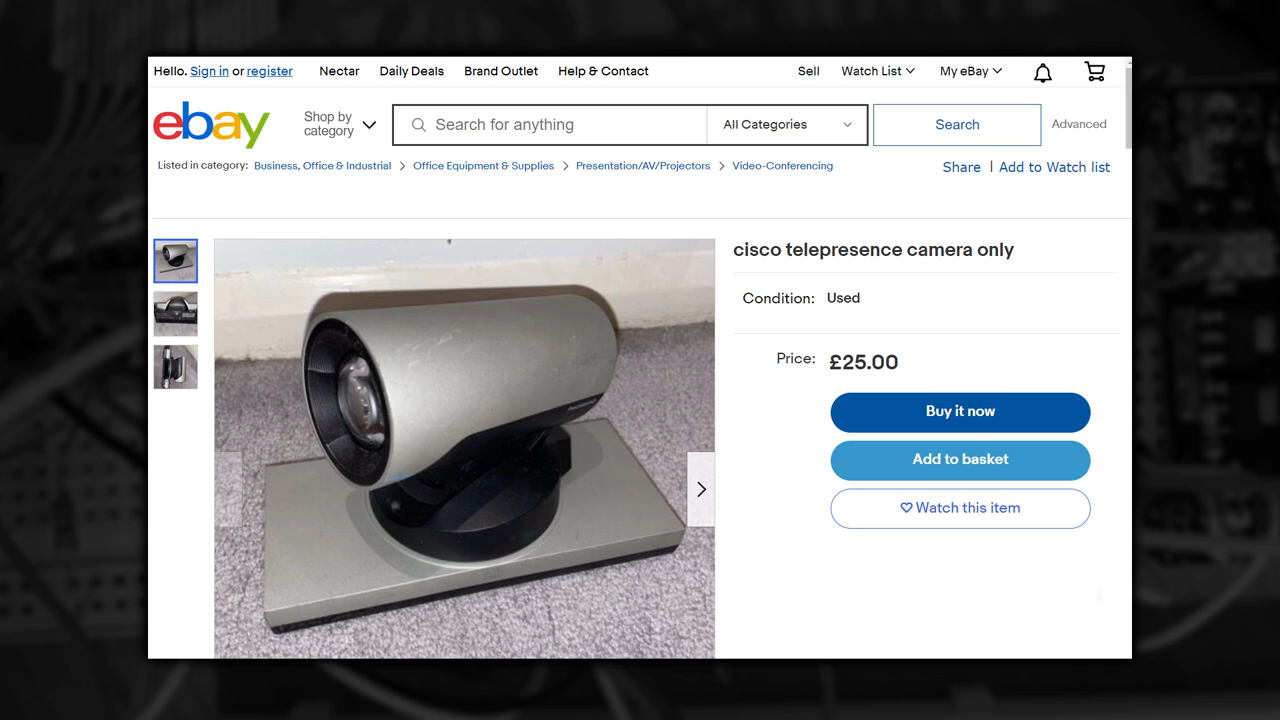 Hello. Sign in or register Nectar Daily Deals Brand Outlet Help & Contact Sell Watch List My eBay
ebay Shop by category Search for anything All Categories Search Advanced
Listed in category: Business, Office & Industrial Office Equipment & Supplies Presentation/AV/Projectors Video-Conferencing Share | Add to Watch list
cisco telepresence camera only
Condition: Used
Price: £25.00
Buy it now
Add to basket
Watch this item